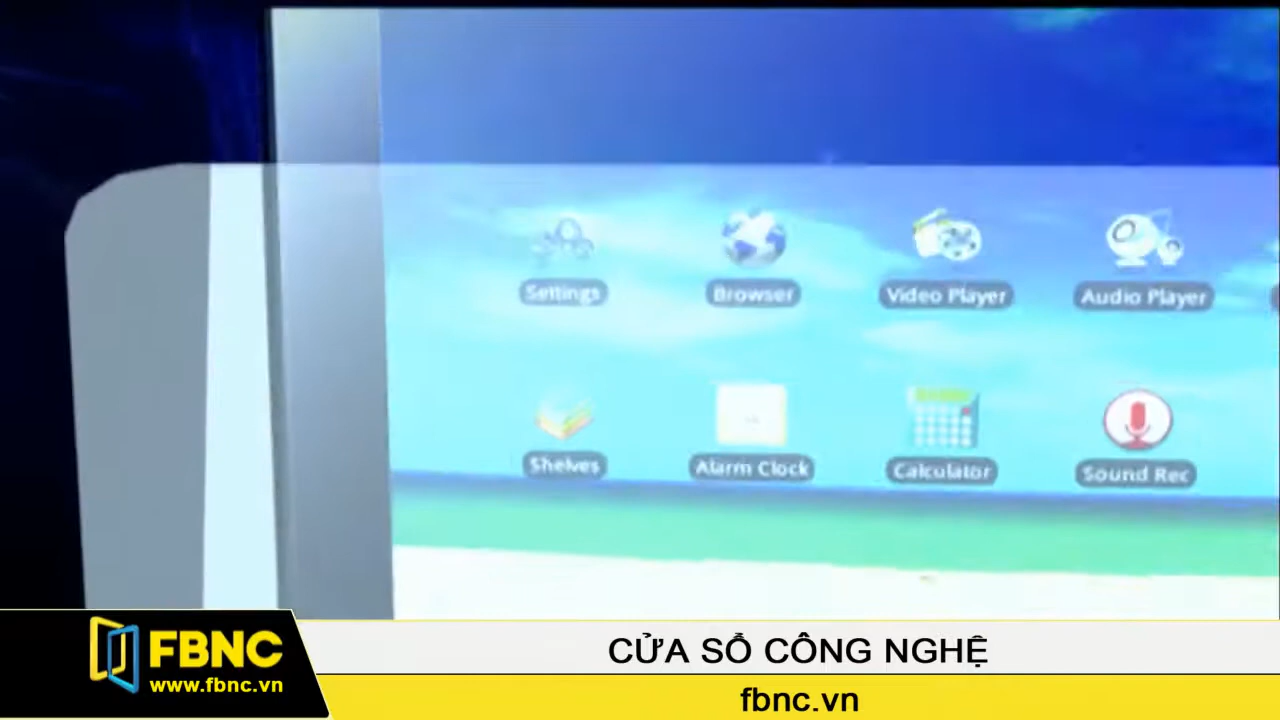 Settings
Browser
Video Player
Audio Player
Shelves
Alarm Clock
Calculator
Sound Rec
FBNC
www.fbnc.vn
CỬA SỔ CÔNG NGHỆ
fbnc.vn